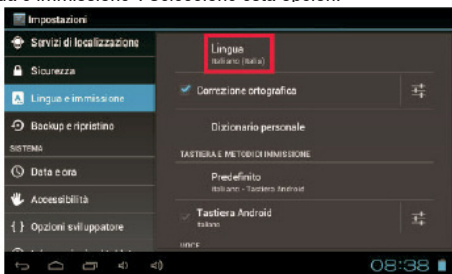 Impostazioni
Servizi di localizzazione
Sicurezza
Lingua e immissione
Backup e ripristino
SISTEMA
Data e ora
Accessibilità
{ } Opzioni sviluppatore
Lingua
Italiano (Italia)
Correzione ortografica
Dizionario personale
TASTIERA E METODI DI IMMISSIONE
Predefinito
Italiano - Tastiera Android
Tastiera Android
Italiano
VOCE
08:38